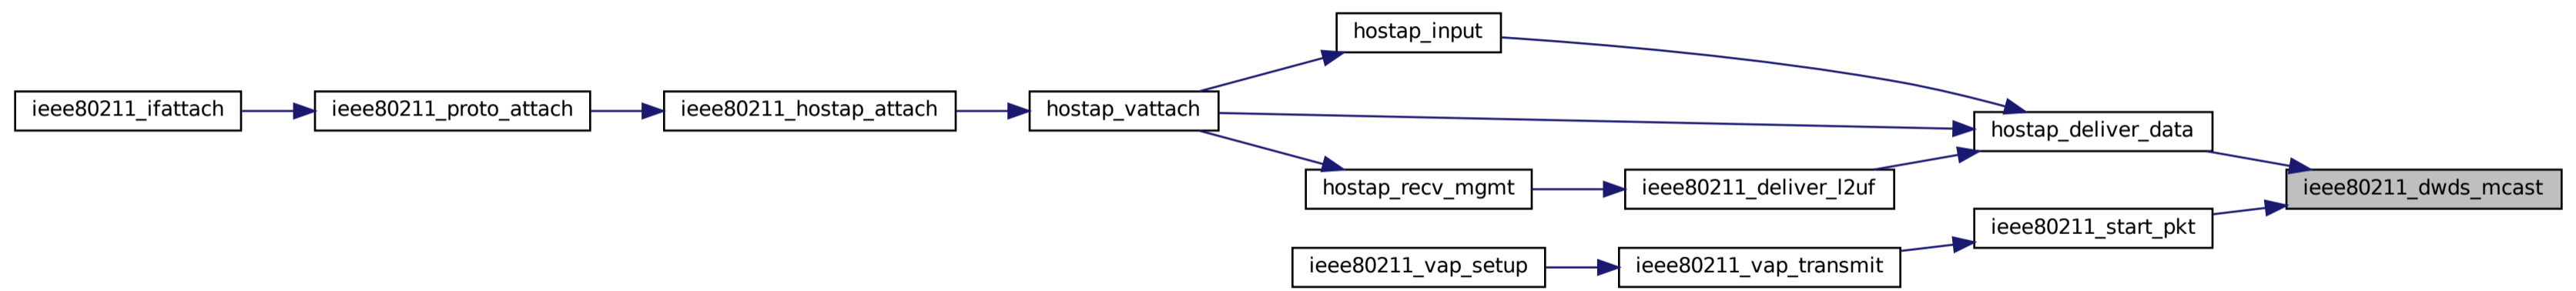 hostap_input
ieee80211_ifattach
ieee80211_proto_attach
ieee80211_hostap_attach
hostap_vattach
hostap_deliver_data
hostap_recv_mgmt
ieee80211_deliver_l2uf
ieee80211_dwds_mcast
ieee80211_start_pkt
ieee80211_vap_setup
ieee80211_vap_transmit